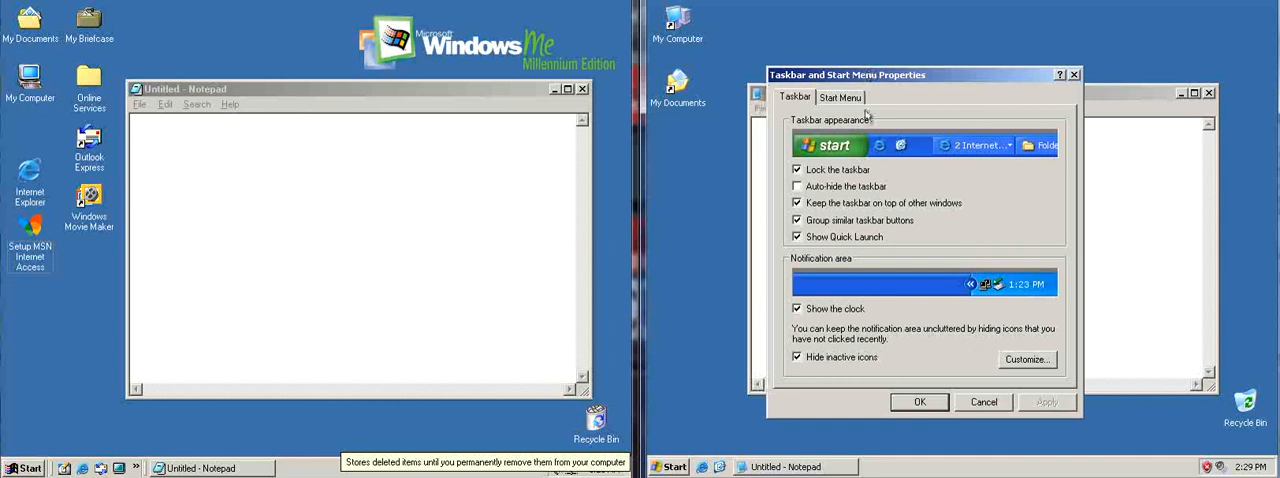 My Documents
My Briefcase
Microsoft
Windows Me
Millennium Edition
My Computer
Online
Services
Untitled - Notepad
File Edit Search Help
Outlook
Express
Internet
Explorer
Windows
Movie Maker
Setup MSN
Internet
Access
Recycle Bin
Stores deleted items until you permanently remove them from your computer
Start
Untitled - Notepad
My Computer
My Documents
Taskbar and Start Menu Properties
Taskbar Start Menu
Taskbar appearance
start 2 Internet... Folde
Lock the taskbar
Auto-hide the taskbar
Keep the taskbar on top of other windows
Group similar taskbar buttons
Show Quick Launch
Notification area
1:23 PM
Show the clock
You can keep the notification area uncluttered by hiding icons that you
have not clicked recently.
Hide inactive icons
Customize...
OK Cancel Apply
Recycle Bin
Start
Untitled - Notepad
2:29 PM